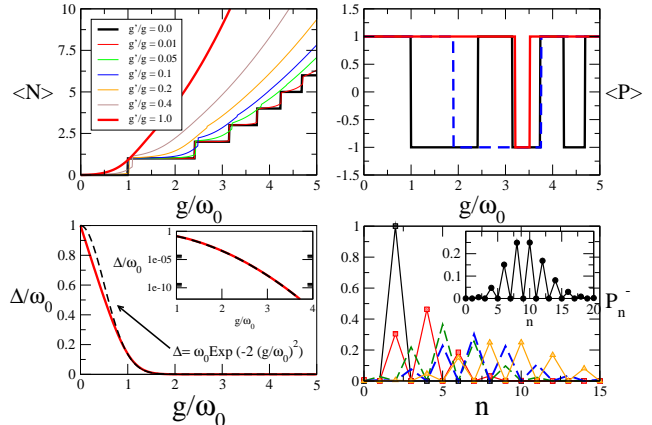 10
7.5
5
2.5
0
<N>
g'/g = 0.0
g'/g = 0.01
g'/g = 0.05
g'/g = 0.1
g'/g = 0.2
g'/g = 0.4
g'/g = 1.0
0 1 2 3 4 5
g/ω0
1.5
1
0.5
0
-0.5
-1
-1.5
<P>
0 1 2 3 4 5
g/ω0
1
0.8
0.6
0.4
0.2
0
Δ/ω0
Δ/ω0
1
1e-05
1e-10
1 2 3 4
g/ω0
Δ= ω0Exp (-2 (g/ω0)2)
0 1 2 3 4 5
g/ω0
1
0.8
0.6
0.4
0.2
0
0.2
0.1
0
0 5 10 15 20
n
Pn-
0 5 10 15
n